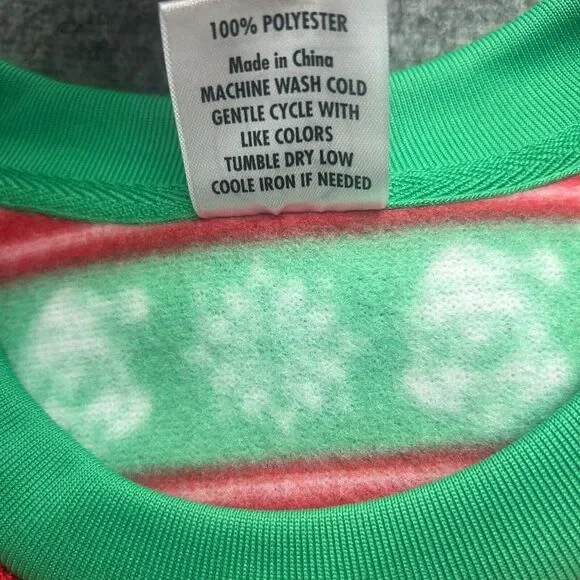 100% POLYESTER
Made in China
MACHINE WASH COLD
GENTLE CYCLE WITH
LIKE COLORS
TUMBLE DRY LOW
COOLE IRON IF NEEDED